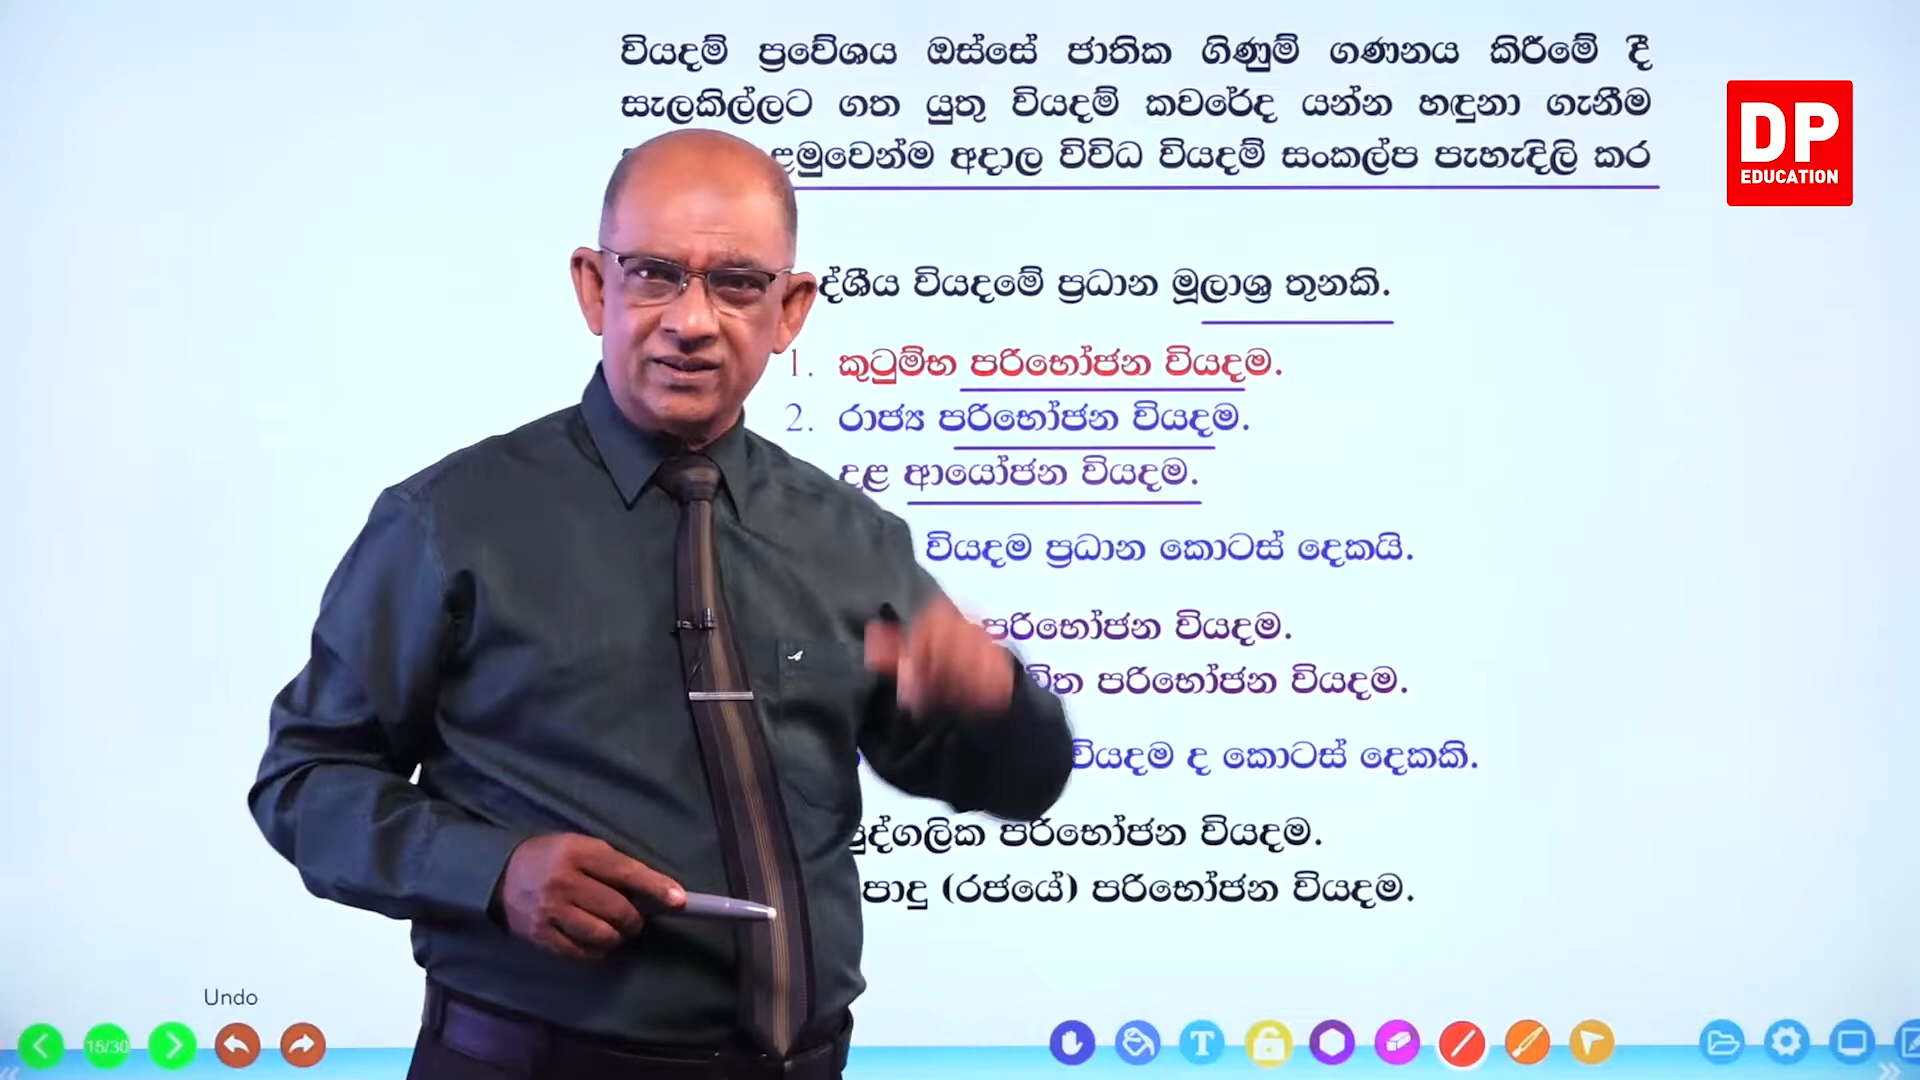 වියදම් ප්‍රවේශය ඔස්සේ ජාතික ගිණුම් ගණනය කිරීමේ දී
සැලකිල්ලට ගත යුතු වියදම් කවරේද යන්න හඳුනා ගැනීම
අදාල විවිධ වියදම් සංකල්ප පැහැදිලි කර
DP
EDUCATION
වියදමේ ප්‍රධාන මූලාශ්‍ර තුනකි.
1. කුටුම්භ පරිභෝජන වියදම.
2. රාජ්‍ය පරිභෝජන වියදම.
දළ ආයෝජන වියදම.
වියදම ප්‍රධාන කොටස් දෙකයි.
පරිභෝජන වියදම.
පරිභෝජන වියදම.
වියදම ද කොටස් දෙකකි.
පුද්ගලික පරිභෝජන වියදම.
(රජයේ) පරිභෝජන වියදම.
Undo
15/30